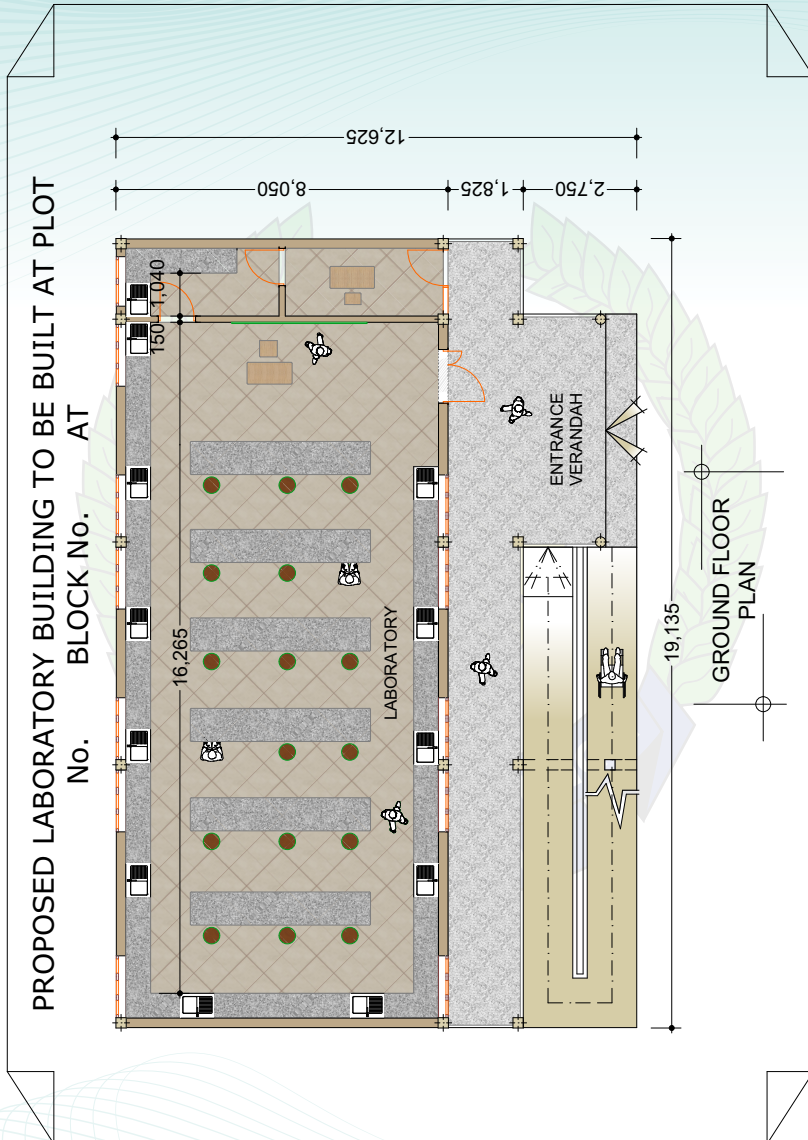 PROPOSED LABORATORY BUILDING TO BE BUILT AT PLOT
No. BLOCK No. AT
12,625
8,050
1,825
2,750
150
1,040
16,265
LABORATORY
ENTRANCE
VERANDAH
19,135
GROUND FLOOR
PLAN